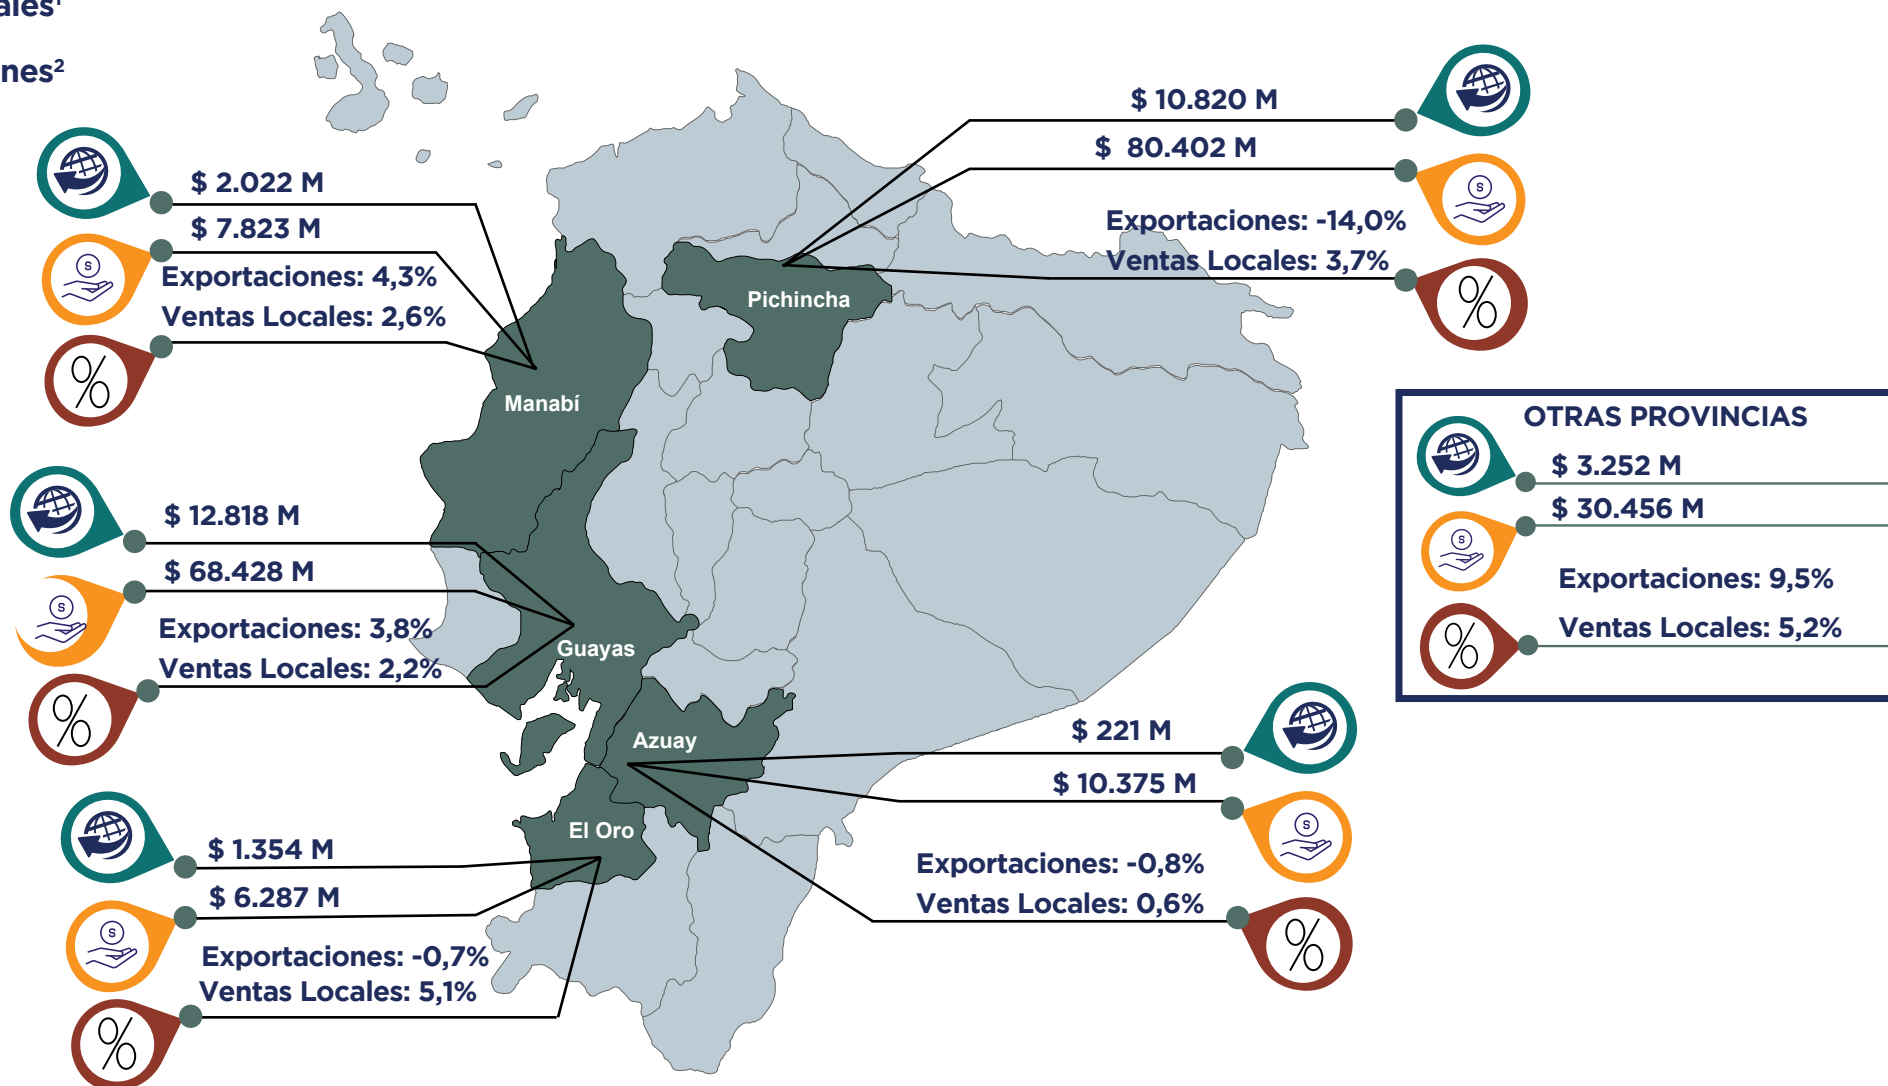 ales¹
nes²
$ 2.022 M
$ 7.823 M
Exportaciones: 4,3%
Ventas Locales: 2,6%
%
Manabí
$ 10.820 M
$ 80.402 M
Exportaciones: -14,0%
Ventas Locales: 3,7%
%
Pichincha
OTRAS PROVINCIAS
$ 3.252 M
$ 30.456 M
Exportaciones: 9,5%
Ventas Locales: 5,2%
%
$ 12.818 M
$ 68.428 M
Exportaciones: 3,8%
Ventas Locales: 2,2%
%
Guayas
Azuay
$ 221 M
$ 10.375 M
Exportaciones: -0,8%
Ventas Locales: 0,6%
%
El Oro
$ 1.354 M
$ 6.287 M
Exportaciones: -0,7%
Ventas Locales: 5,1%
%